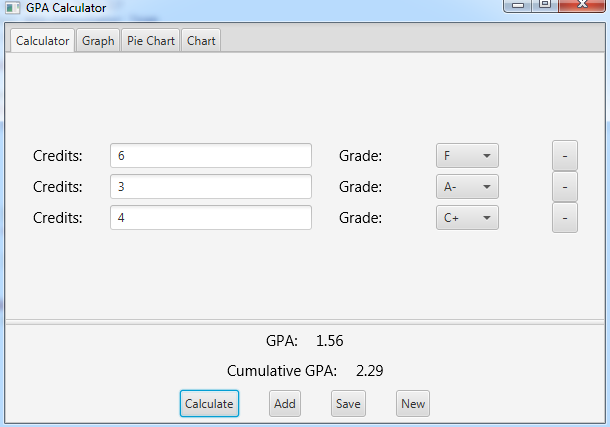 GPA Calculator
Calculator Graph Pie Chart Chart
Credits: 6 Grade: F -
Credits: 3 Grade: A- -
Credits: 4 Grade: C+ -
GPA: 1.56
Cumulative GPA: 2.29
Calculate Add Save New